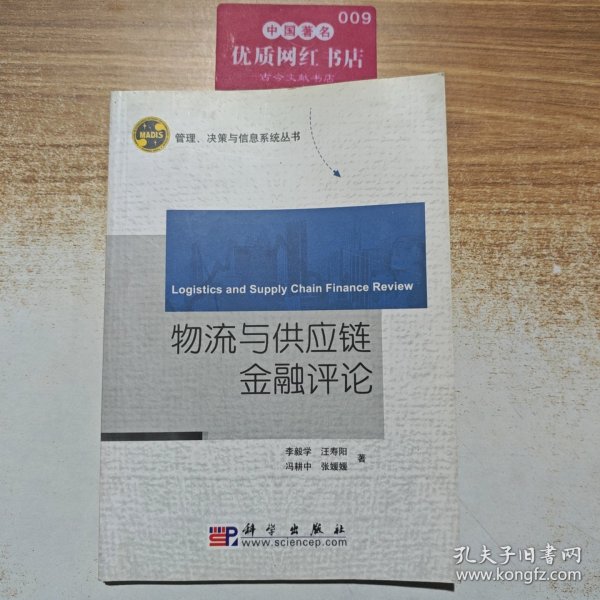 009
中国著名
优质网红书店
古今文献书店
MADIS
管理、决策与信息系统丛书
Logistics and Supply Chain Finance Review
物流与供应链
金融评论
李毅学 汪寿阳
冯耕中 张媛媛 著
科学出版社
www.sciencep.com
孔夫子旧书网
www.kongfz.com